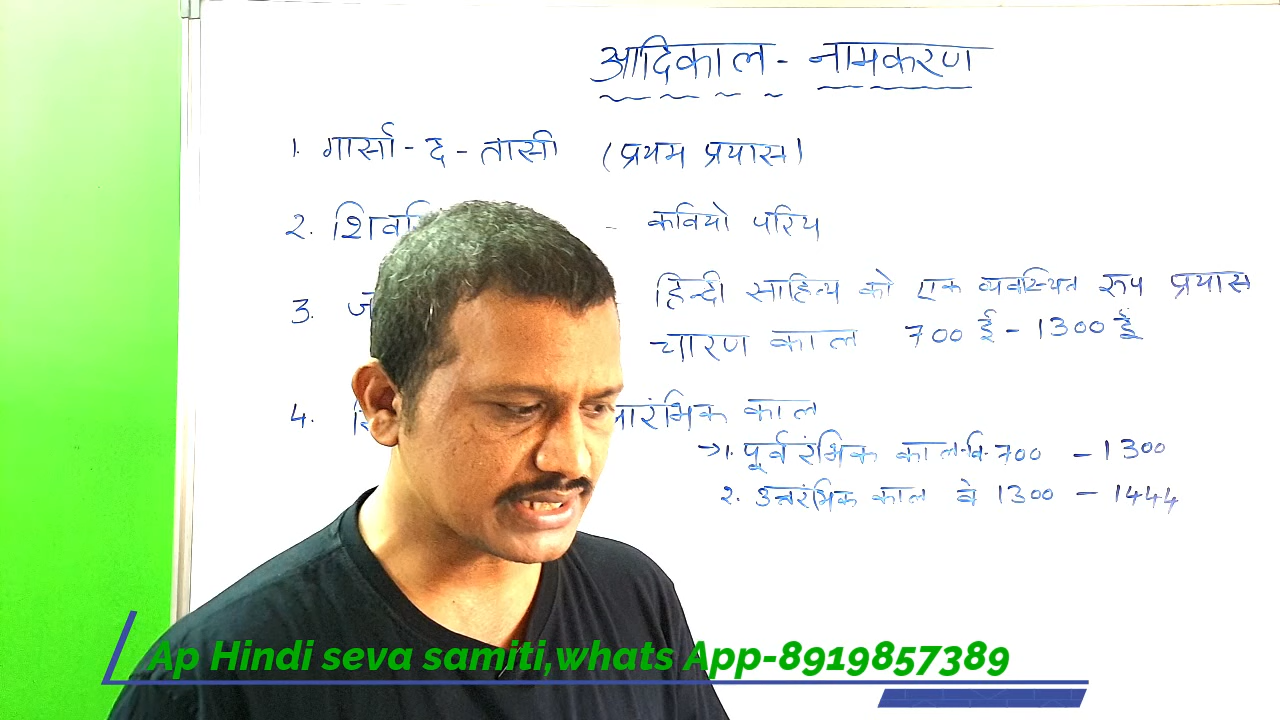 आदिकाल - नामकरण
1. गार्सा - द - तासी (प्रथम प्रयास)
2. - कवियो परिय
3. हिन्दी साहित्य को एक व्यवस्थित रूप प्रयास
चारण काल 700 ई - 1300 ई
4. काल
→ 1. पूर्वरंभिक काल-वि-700 - 1300
2. उत्तरंभिक काल वि 1300 - 1444
Ap Hindi seva samiti,whats App-8919857389